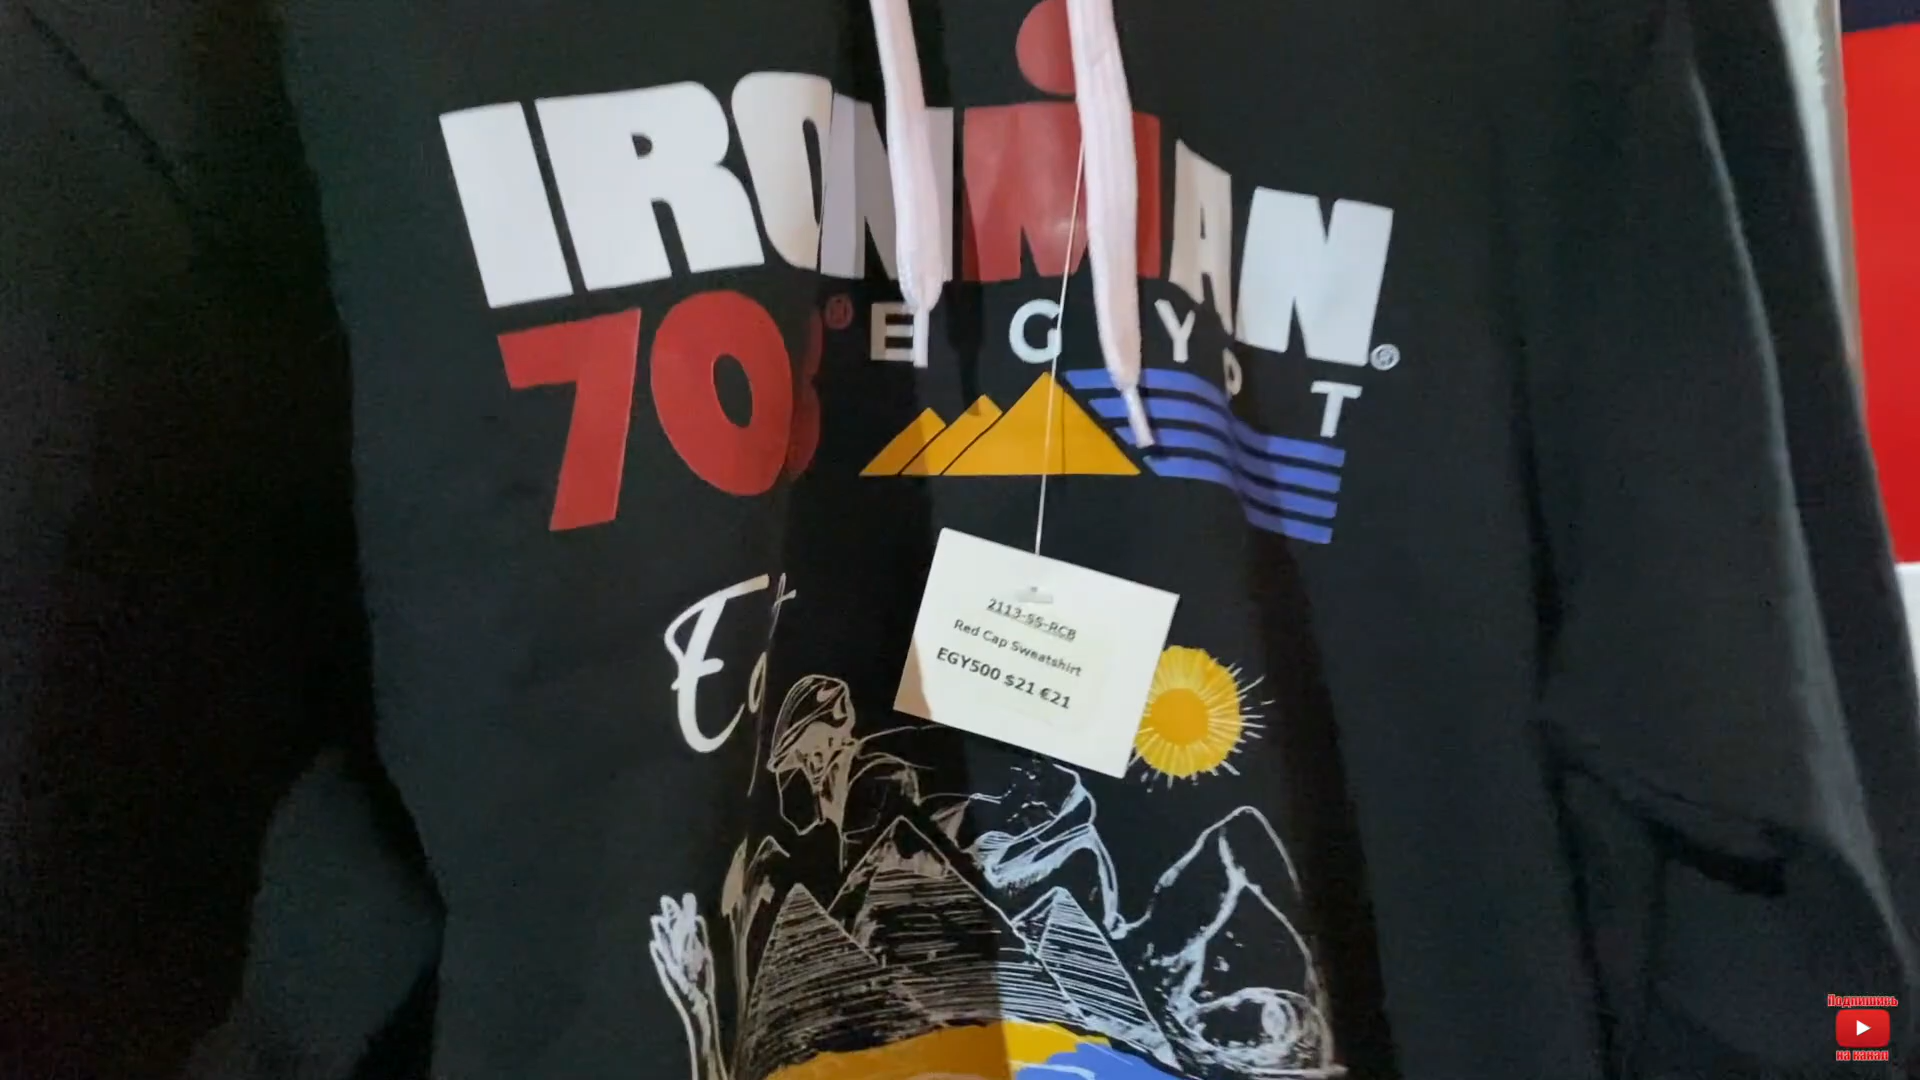 IRONMAN®
70.3® EGYPT
2113-SS-RCB
Red Cap Sweatshirt
EGY500 $21 €21
Подпишись
на канал